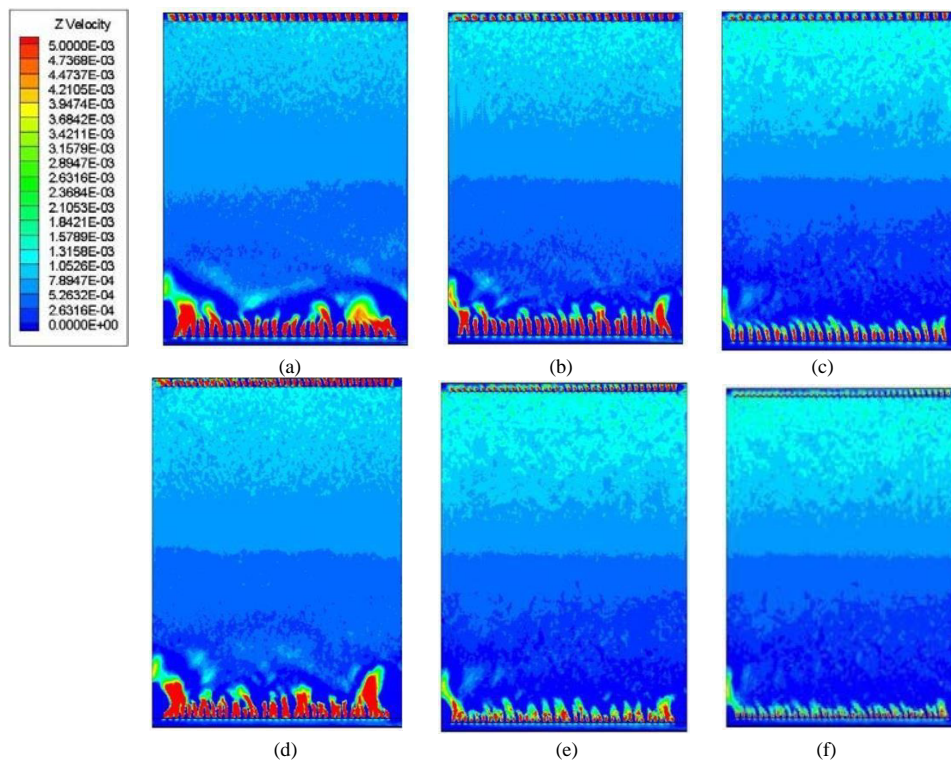 Z Velocity
5.0000E-03
4.7368E-03
4.4737E-03
4.2105E-03
3.9474E-03
3.6842E-03
3.4211E-03
3.1579E-03
2.8947E-03
2.6316E-03
2.3684E-03
2.1053E-03
1.8421E-03
1.5789E-03
1.3158E-03
1.0526E-03
7.8947E-04
5.2632E-04
2.6316E-04
0.0000E+00
(a)
(b)
(c)
(d)
(e)
(f)